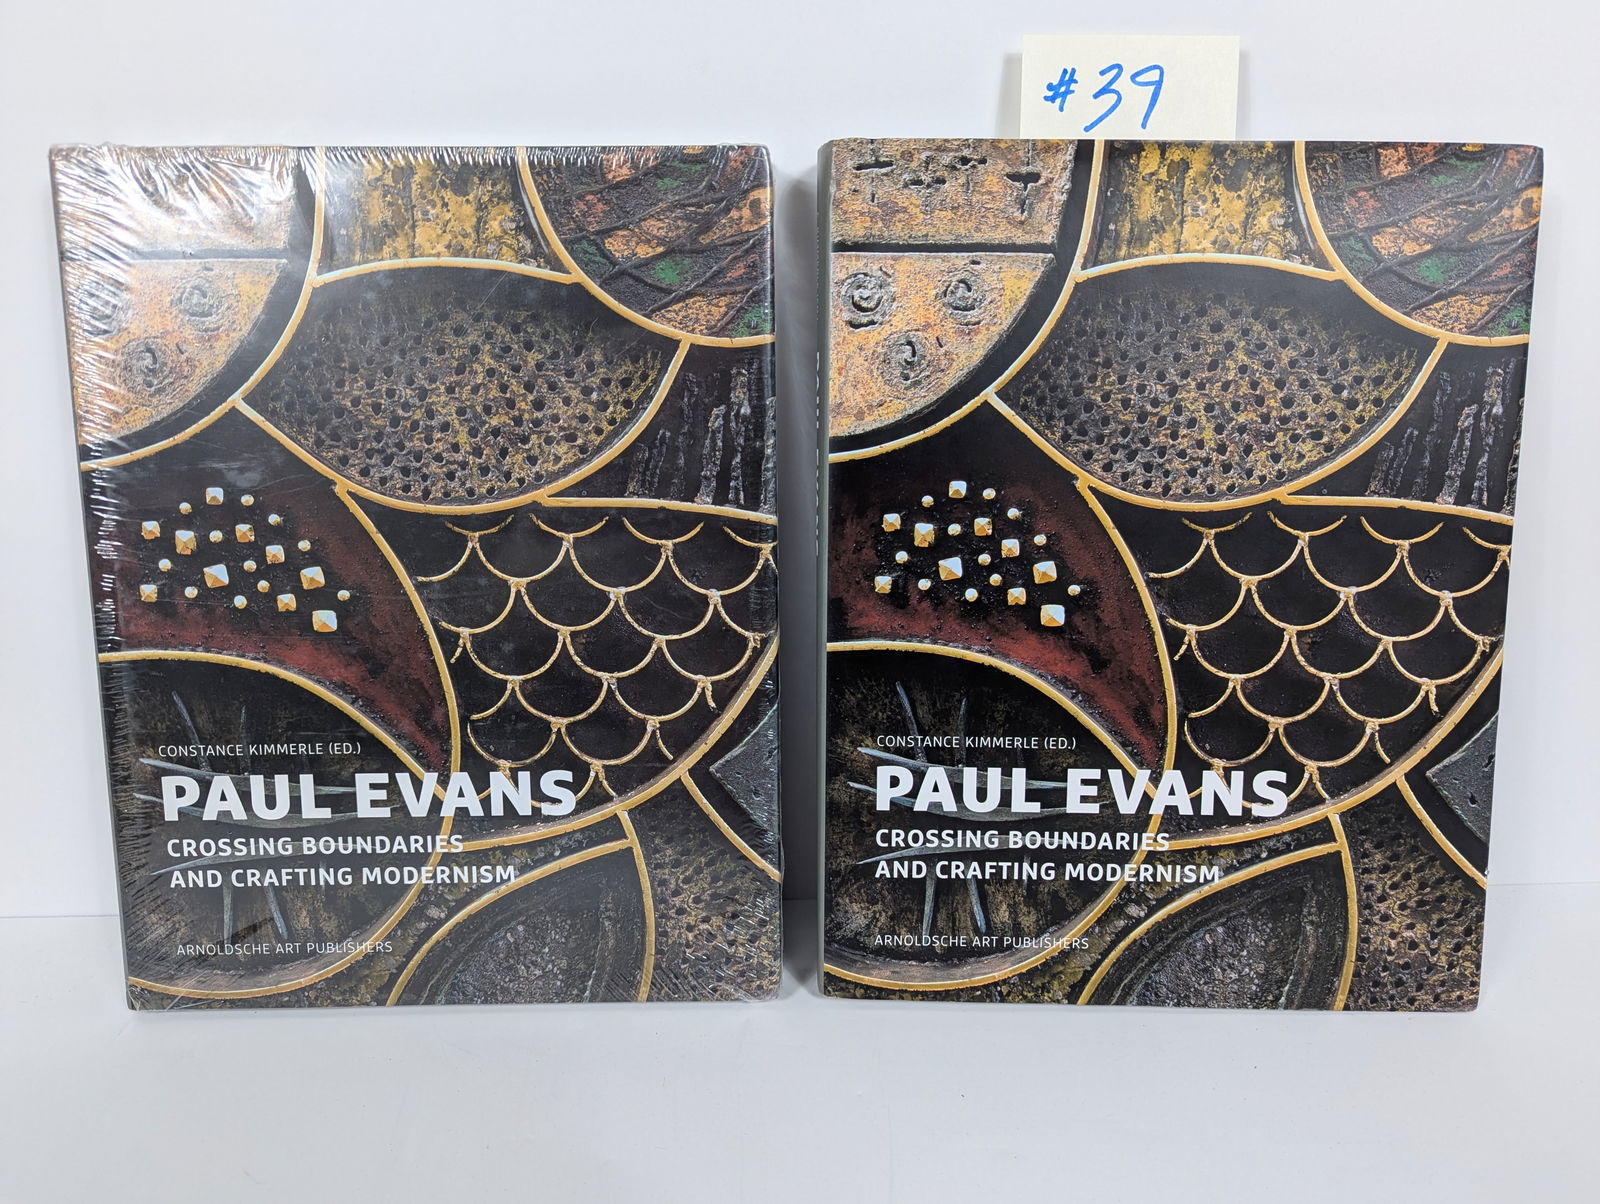 #39
CONSTANCE KIMMERLE (ED.)
PAUL EVANS
CROSSING BOUNDARIES
AND CRAFTING MODERNISM
ARNOLDSCHE ART PUBLISHERS
CONSTANCE KIMMERLE (ED.)
PAUL EVANS
CROSSING BOUNDARIES
AND CRAFTING MODERNISM
ARNOLDSCHE ART PUBLISHERS